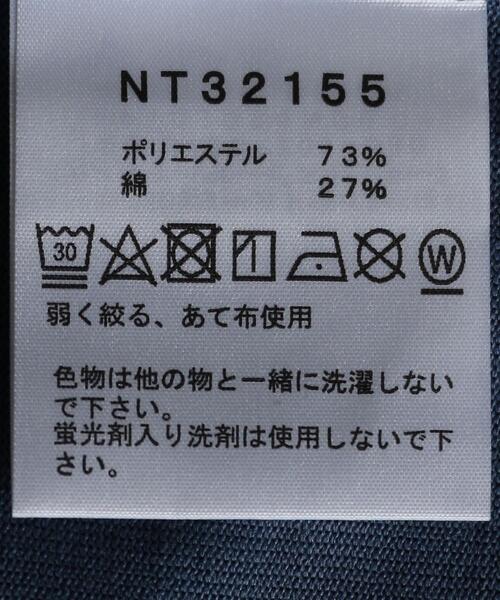 NT32155
ポリエステル 73%
綿 27%
30 W
弱く絞る、あて布使用
色物は他の物と一緒に洗濯しない
で下さい。
蛍光剤入り洗剤は使用しないで下
さい。